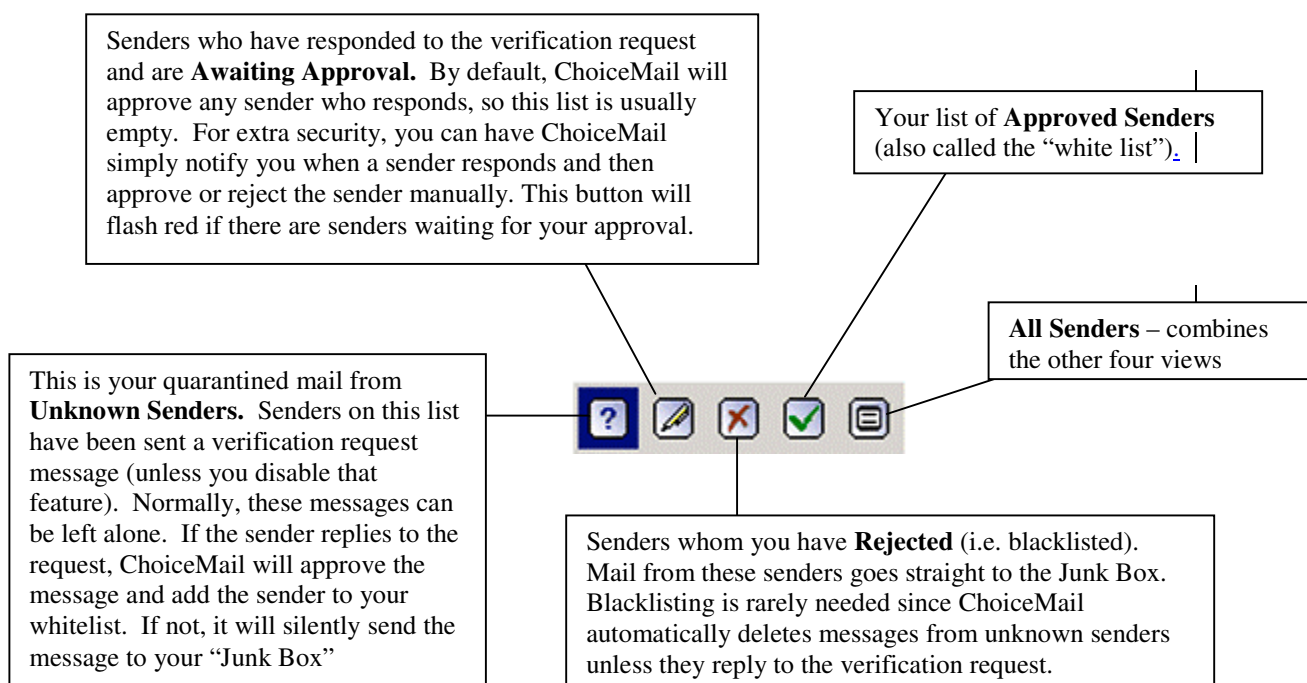 Senders who have responded to the verification request
and are Awaiting Approval. By default, ChoiceMail will
approve any sender who responds, so this list is usually
empty. For extra security, you can have ChoiceMail
simply notify you when a sender responds and then
approve or reject the sender manually. This button will
flash red if there are senders waiting for your approval.
Your list of Approved Senders
(also called the “white list”).
All Senders – combines
the other four views
This is your quarantined mail from
Unknown Senders. Senders on this list
have been sent a verification request
message (unless you disable that
feature). Normally, these messages can
be left alone. If the sender replies to the
request, ChoiceMail will approve the
message and add the sender to your
whitelist. If not, it will silently send the
message to your “Junk Box”
?
Senders whom you have Rejected (i.e. blacklisted).
Mail from these senders goes straight to the Junk Box.
Blacklisting is rarely needed since ChoiceMail
automatically deletes messages from unknown senders
unless they reply to the verification request.